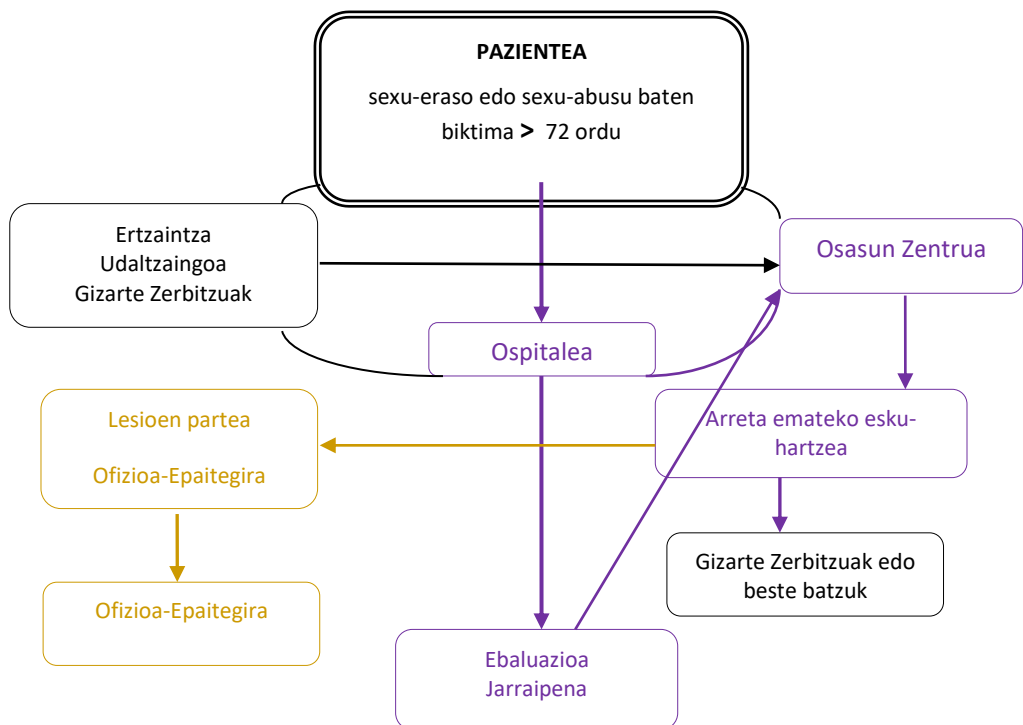 PAZIENTEA
sexu-eraso edo sexu-abusu baten
biktima > 72 ordu
Ertzaintza
Udaltzaingoa
Gizarte Zerbitzuak
Osasun Zentrua
Ospitalea
Lesioen partea
Ofizioa-Epaitegira
Arreta emateko esku-
hartzea
Gizarte Zerbitzuak edo
beste batzuk
Ofizioa-Epaitegira
Ebaluazioa
Jarraipena